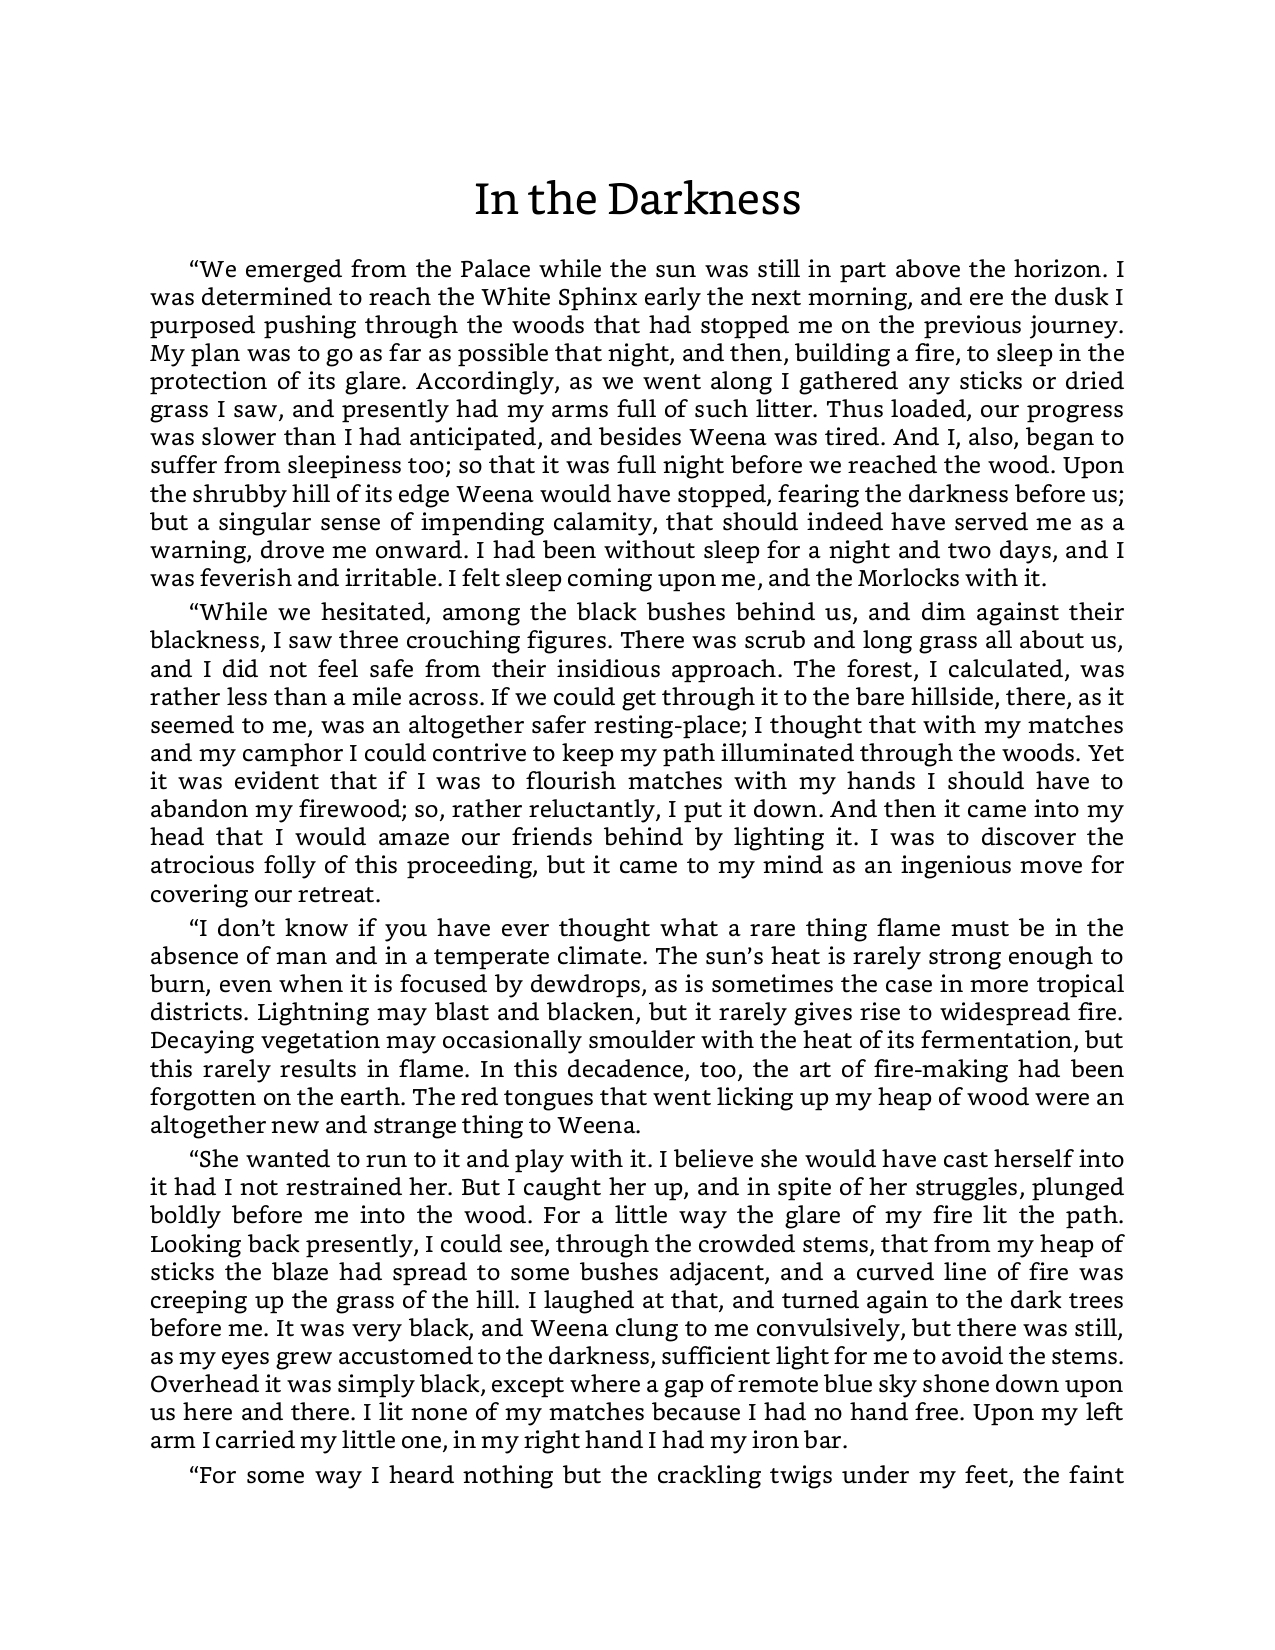 In the Darkness
“We emerged from the Palace while the sun was still in part above the horizon. I
was determined to reach the White Sphinx early the next morning, and ere the dusk I
purposed pushing through the woods that had stopped me on the previous journey.
My plan was to go as far as possible that night, and then, building a fire, to sleep in the
protection of its glare. Accordingly, as we went along I gathered any sticks or dried
grass I saw, and presently had my arms full of such litter. Thus loaded, our progress
was slower than I had anticipated, and besides Weena was tired. And I, also, began to
suffer from sleepiness too; so that it was full night before we reached the wood. Upon
the shrubby hill of its edge Weena would have stopped, fearing the darkness before us;
but a singular sense of impending calamity, that should indeed have served me as a
warning, drove me onward. I had been without sleep for a night and two days, and I
was feverish and irritable. I felt sleep coming upon me, and the Morlocks with it.
“While we hesitated, among the black bushes behind us, and dim against their
blackness, I saw three crouching figures. There was scrub and long grass all about us,
and I did not feel safe from their insidious approach. The forest, I calculated, was
rather less than a mile across. If we could get through it to the bare hillside, there, as it
seemed to me, was an altogether safer resting-place; I thought that with my matches
and my camphor I could contrive to keep my path illuminated through the woods. Yet
it was evident that if I was to flourish matches with my hands I should have to
abandon my firewood; so, rather reluctantly, I put it down. And then it came into my
head that I would amaze our friends behind by lighting it. I was to discover the
atrocious folly of this proceeding, but it came to my mind as an ingenious move for
covering our retreat.
“I don’t know if you have ever thought what a rare thing flame must be in the
absence of man and in a temperate climate. The sun’s heat is rarely strong enough to
burn, even when it is focused by dewdrops, as is sometimes the case in more tropical
districts. Lightning may blast and blacken, but it rarely gives rise to widespread fire.
Decaying vegetation may occasionally smoulder with the heat of its fermentation, but
this rarely results in flame. In this decadence, too, the art of fire-making had been
forgotten on the earth. The red tongues that went licking up my heap of wood were an
altogether new and strange thing to Weena.
“She wanted to run to it and play with it. I believe she would have cast herself into
it had I not restrained her. But I caught her up, and in spite of her struggles, plunged
boldly before me into the wood. For a little way the glare of my fire lit the path.
Looking back presently, I could see, through the crowded stems, that from my heap of
sticks the blaze had spread to some bushes adjacent, and a curved line of fire was
creeping up the grass of the hill. I laughed at that, and turned again to the dark trees
before me. It was very black, and Weena clung to me convulsively, but there was still,
as my eyes grew accustomed to the darkness, sufficient light for me to avoid the stems.
Overhead it was simply black, except where a gap of remote blue sky shone down upon
us here and there. I lit none of my matches because I had no hand free. Upon my left
arm I carried my little one, in my right hand I had my iron bar.
“For some way I heard nothing but the crackling twigs under my feet, the faint